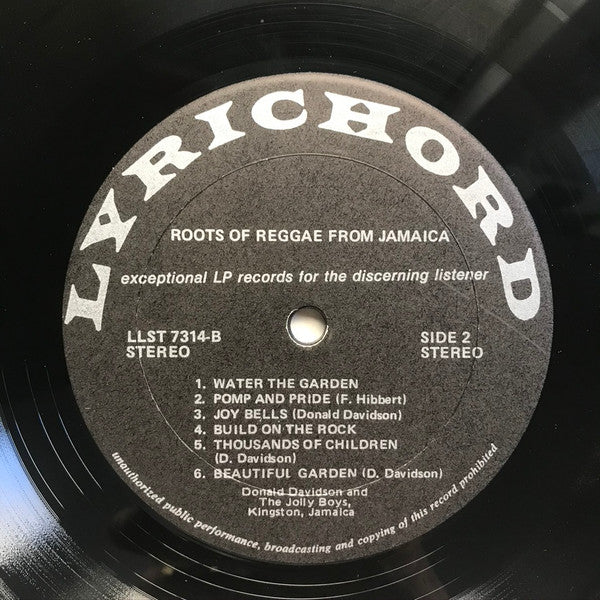 LYRICHORD
ROOTS OF REGGAE FROM JAMAICA
exceptional LP records for the discerning listener
LLST 7314-B
STEREO
SIDE 2
STEREO
1. WATER THE GARDEN
2. POMP AND PRIDE (F. Hibbert)
3. JOY BELLS (Donald Davidson)
4. BUILD ON THE ROCK
5. THOUSANDS OF CHILDREN
(D. Davidson)
6. BEAUTIFUL GARDEN (D. Davidson)
Donald Davidson and
The Jolly Boys,
Kingston, Jamaica
unauthorized public performance, broadcasting and copying of this record prohibited